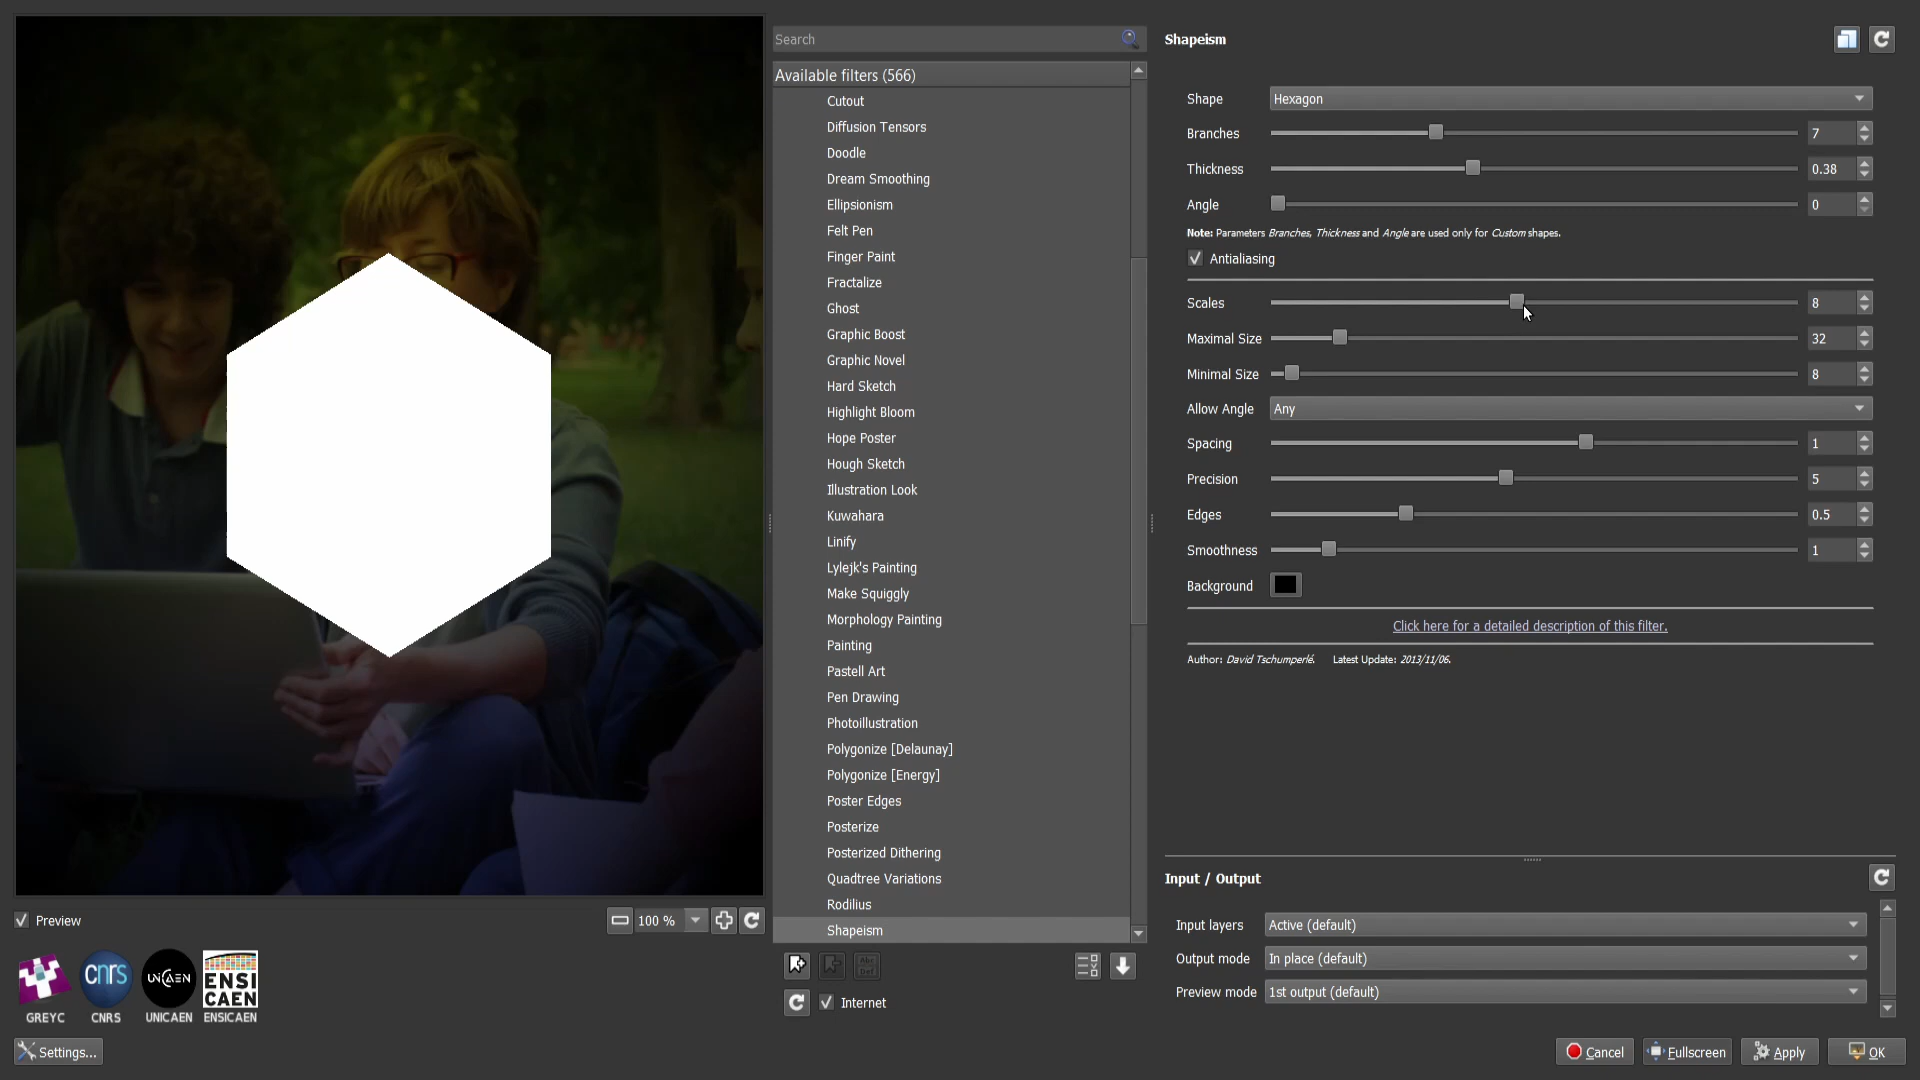 Search
Available filters (566)
Cutout
Diffusion Tensors
Doodle
Dream Smoothing
Ellipsionism
Felt Pen
Finger Paint
Fractalize
Ghost
Graphic Boost
Graphic Novel
Hard Sketch
Highlight Bloom
Hope Poster
Hough Sketch
Illustration Look
Kuwahara
Linify
Lylejk's Painting
Make Squiggly
Morphology Painting
Painting
Pastell Art
Pen Drawing
Photoillustration
Polygonize [Delaunay]
Polygonize [Energy]
Poster Edges
Posterize
Posterized Dithering
Quadtree Variations
Rodilius
Shapeism
Internet
Shapeism
Shape Hexagon
Branches 7
Thickness 0.38
Angle 0
Note: Parameters Branches, Thickness and Angle are used only for Custom shapes.
Antialiasing
Scales 8
Maximal Size 32
Minimal Size 8
Allow Angle Any
Spacing 1
Precision 5
Edges 0.5
Smoothness 1
Background
Click here for a detailed description of this filter.
Author: David Tschumperlé. Latest Update: 2013/11/06.
Input / Output
Input layers Active (default)
Output mode In place (default)
Preview mode 1st output (default)
Preview 100 %
cnrs
UNICAEN
ENSI
CAEN
GREYC CNRS UNICAEN ENSICAEN
Settings...
Cancel Fullscreen Apply OK